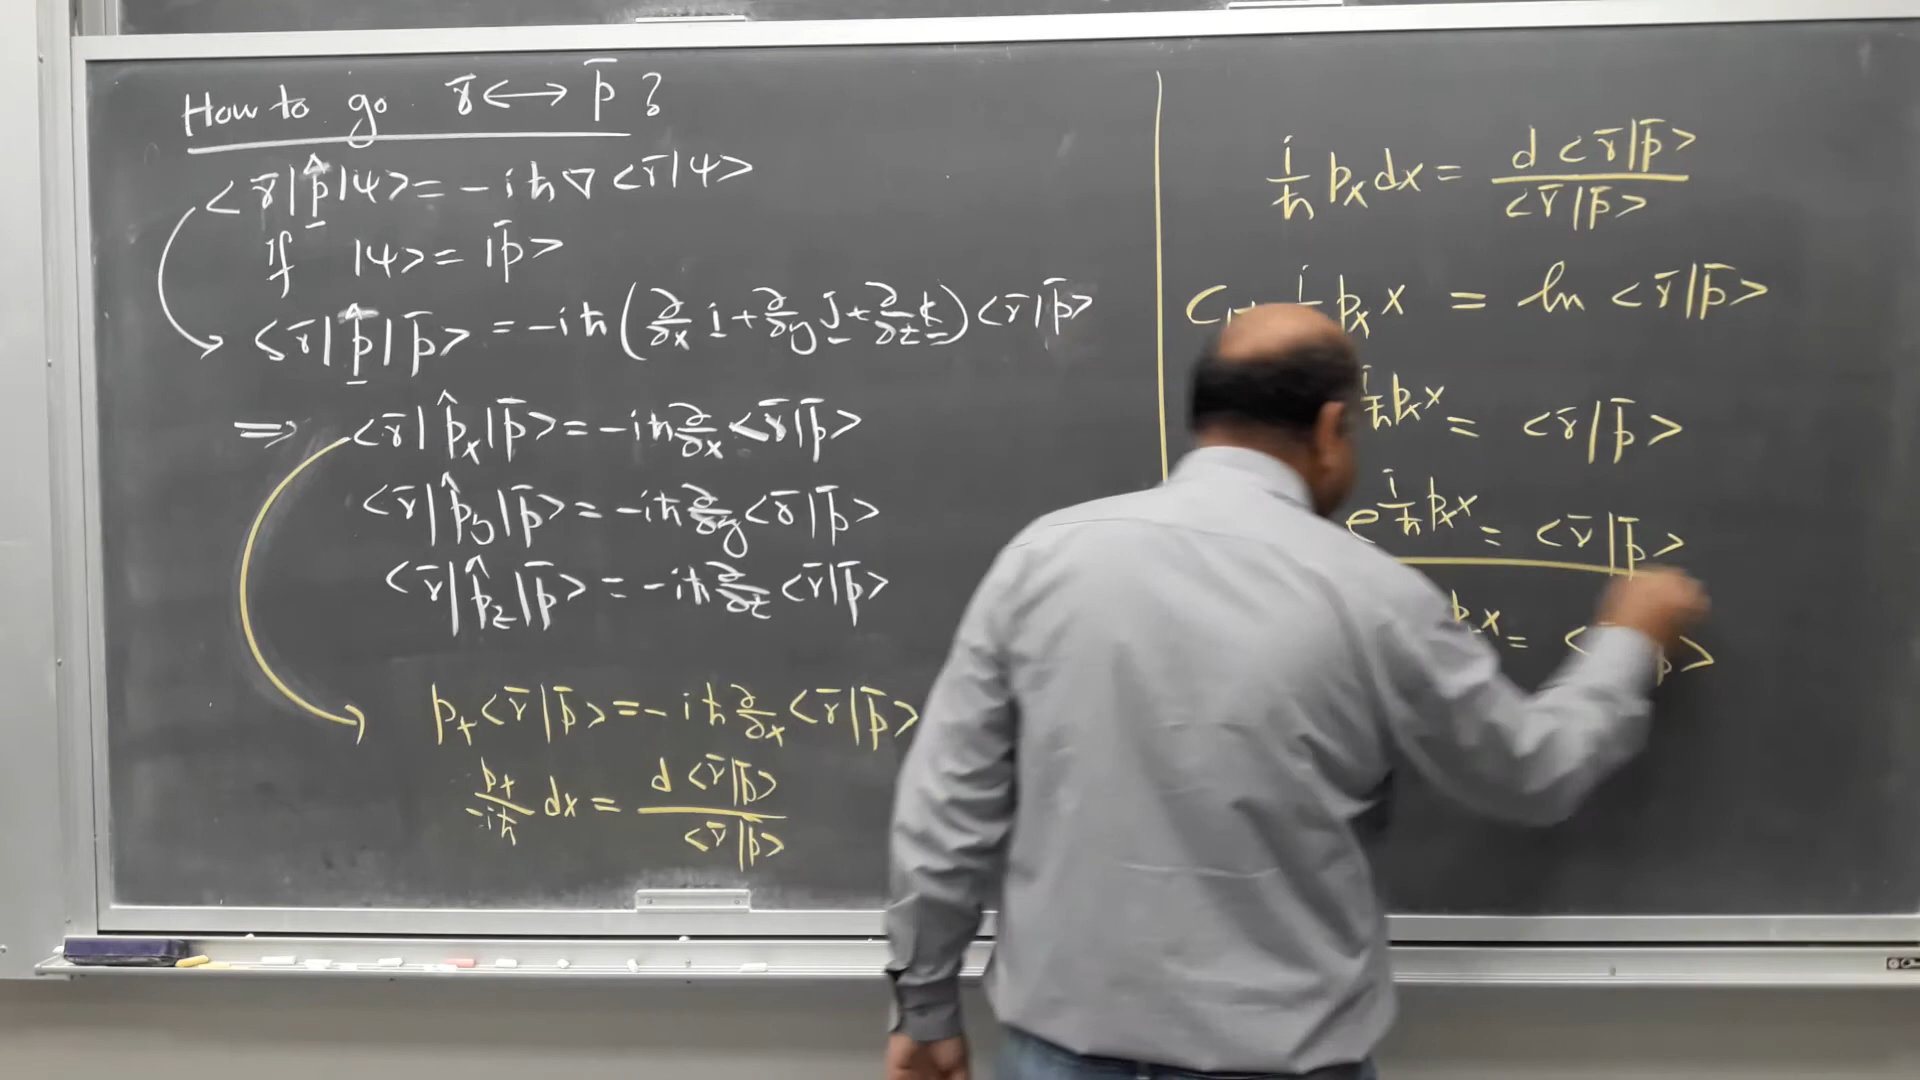 How to go r̄ ↔ p̄ ?
<r̄|p̂|ψ> = -iħ∇<r̄|ψ>
If |ψ> = |p̄>
<r̄|p̂|p̄> = -iħ(∂/∂x i + ∂/∂y j + ∂/∂z k)<r̄|p̄>
⇒ <r̄|p̂x|p̄> = -iħ ∂/∂x <r̄|p̄>
<r̄|p̂y|p̄> = -iħ ∂/∂y <r̄|p̄>
<r̄|p̂z|p̄> = -iħ ∂/∂z <r̄|p̄>
px<r̄|p̄> = -iħ ∂/∂x <r̄|p̄>
px/-iħ dx = d<r̄|p̄>/<r̄|p̄>
i/ħ px dx = d<r̄|p̄>/<r̄|p̄>
px x = ln <r̄|p̄>
i/ħ px x = <r̄|p̄>
e^(i/ħ px x) = <r̄|p̄>
x =